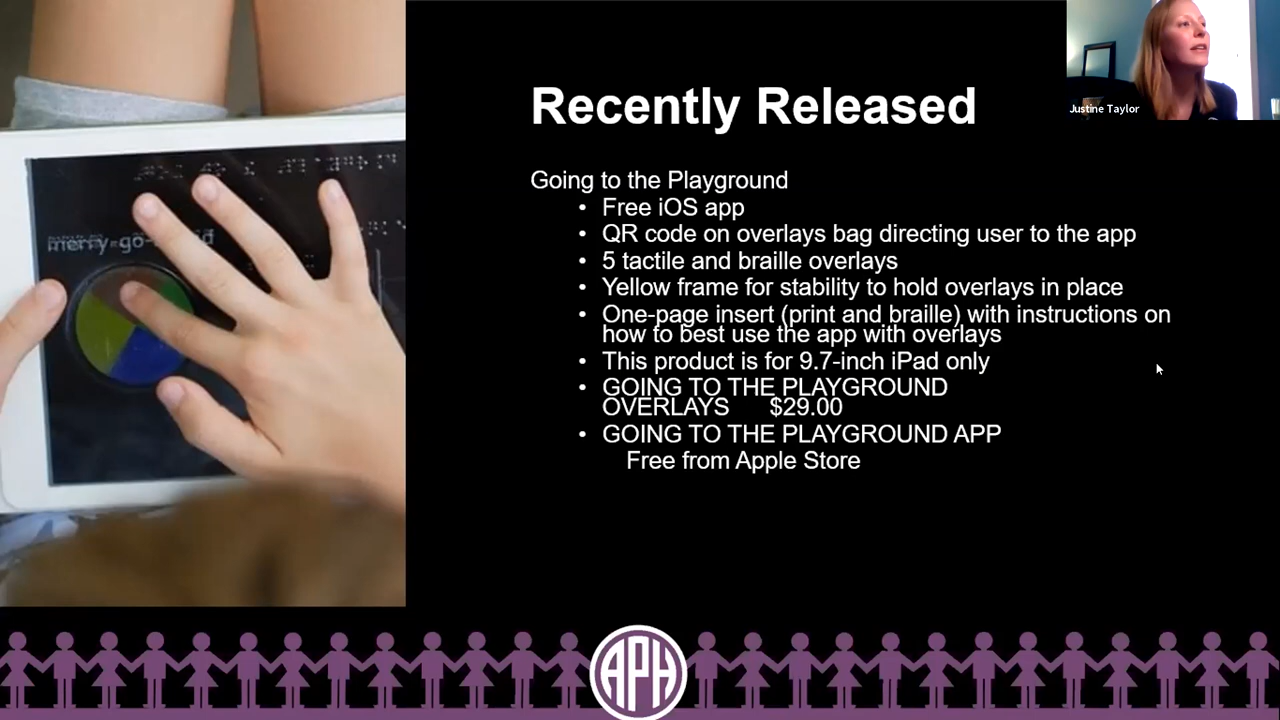 Recently Released
Justine Taylor
Going to the Playground
• Free iOS app
• QR code on overlays bag directing user to the app
• 5 tactile and braille overlays
• Yellow frame for stability to hold overlays in place
• One-page insert (print and braille) with instructions on
how to best use the app with overlays
• This product is for 9.7-inch iPad only
• GOING TO THE PLAYGROUND
OVERLAYS $29.00
• GOING TO THE PLAYGROUND APP
Free from Apple Store
merry-go-
APH